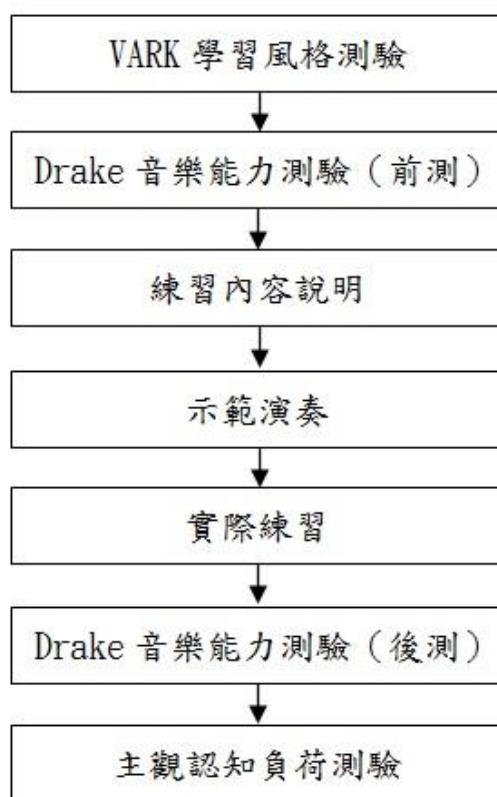 VARK 學習風格測驗
Drake 音樂能力測驗（前測）
練習內容說明
示範演奏
實際練習
Drake 音樂能力測驗（後測）
主觀認知負荷測驗